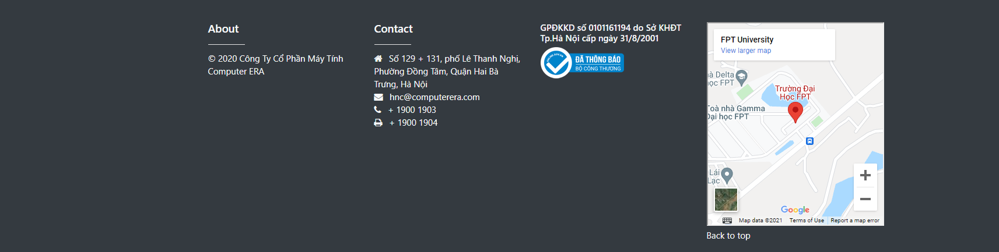 About
© 2020 Công Ty Cổ Phần Máy Tính
Computer ERA
Contact
Số 129 + 131, phố Lê Thanh Nghị,
Phường Đồng Tâm, Quận Hai Bà
Trưng, Hà Nội
hnc@computerera.com
+ 1900 1903
+ 1900 1904
GPĐKKD số 0101161194 do Sở KHĐT
Tp.Hà Nội cấp ngày 31/8/2001
ONLINE.GOV.VN
ĐÃ THÔNG BÁO
BỘ CÔNG THƯƠNG
FPT University
View larger map
à Delta
ọc FPT
Trường Đại
Học FPT
Toà nhà Gamma
Đại học FPT
Lái
Lạc
Google
Map data ©2021
Terms of Use
Report a map error
Back to top